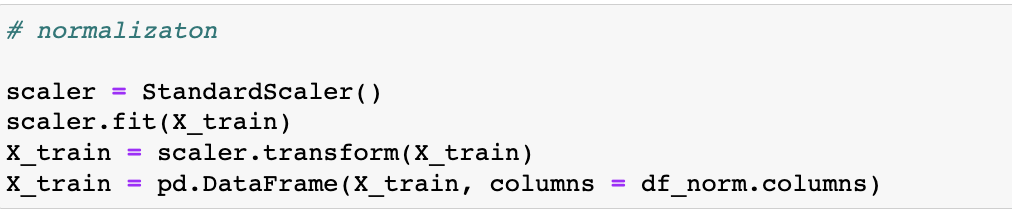 # normalizaton
scaler = StandardScaler()
scaler.fit(X_train)
X_train = scaler.transform(X_train)
X_train = pd.DataFrame(X_train, columns = df_norm.columns)